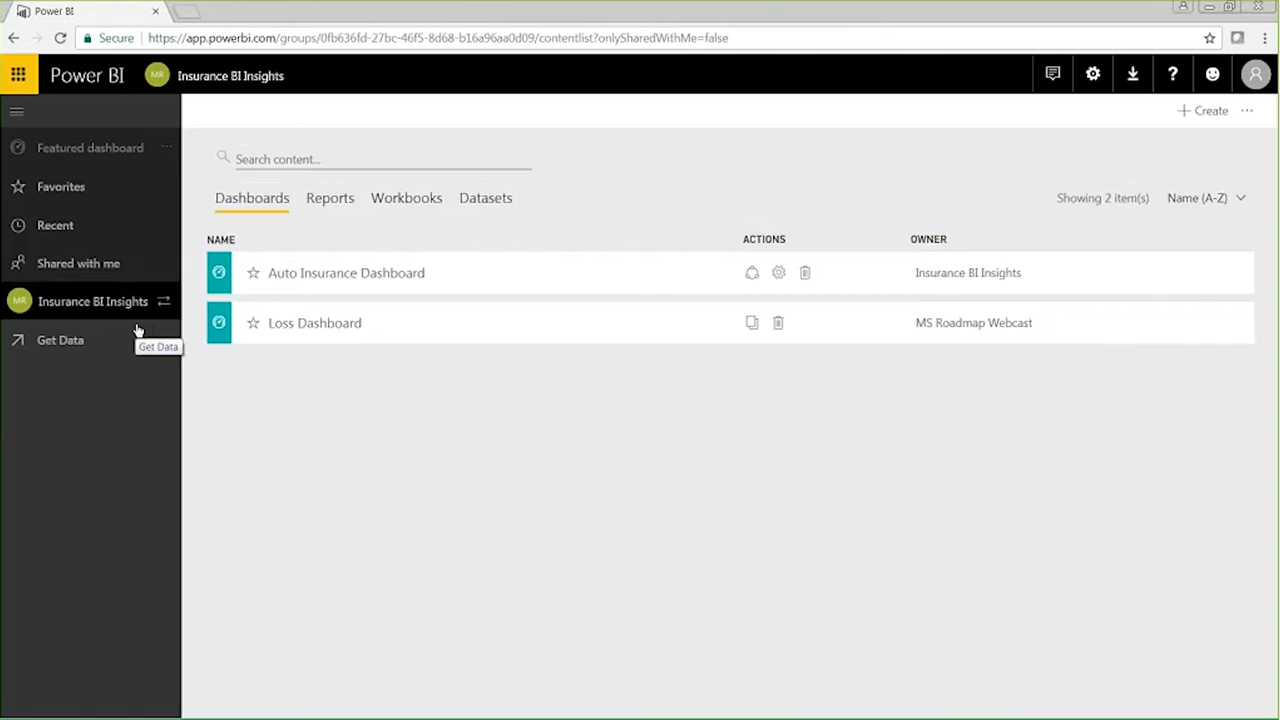 Power BI
Secure https://app.powerbi.com/groups/0fb636fd-27bc-46f5-8d68-b16a96aa0d09/contentlist?onlySharedWithMe=false
Power BI MR Insurance BI Insights ?
+ Create ...
Featured dashboard ...
Search content...
Favorites
Dashboards Reports Workbooks Datasets Showing 2 item(s) Name (A-Z)
Recent
NAME ACTIONS OWNER
Shared with me
Auto Insurance Dashboard Insurance BI Insights
MR Insurance BI Insights
Loss Dashboard MS Roadmap Webcast
Get Data
Get Data